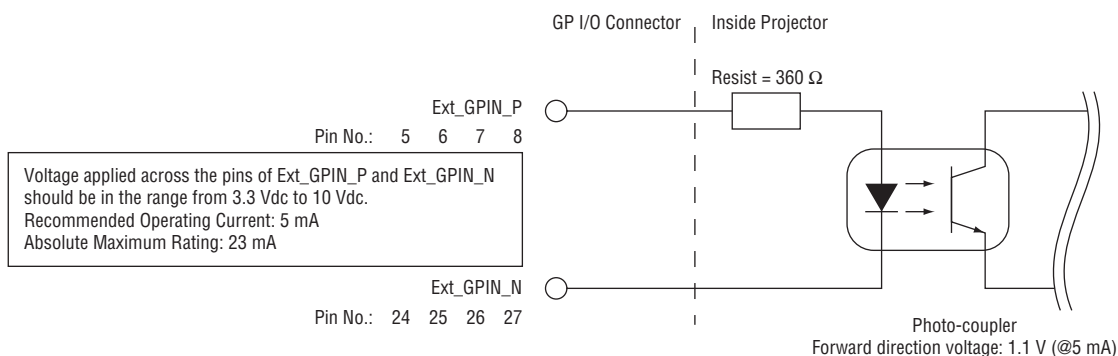 GP I/O Connector
Inside Projector
Resist = 360 Ω
Ext_GPIN_P
Pin No.: 5 6 7 8
Voltage applied across the pins of Ext_GPIN_P and Ext_GPIN_N
should be in the range from 3.3 Vdc to 10 Vdc.
Recommended Operating Current: 5 mA
Absolute Maximum Rating: 23 mA
Ext_GPIN_N
Pin No.: 24 25 26 27
Photo-coupler
Forward direction voltage: 1.1 V (@5 mA)